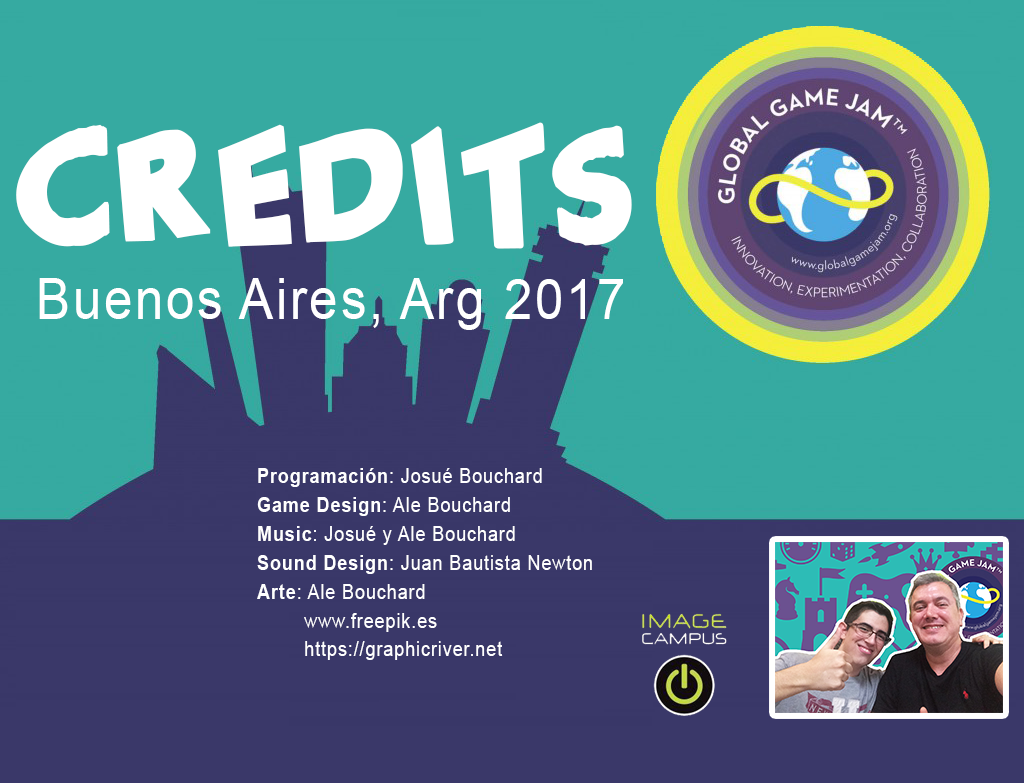 CREDITS
Buenos Aires, Arg 2017
GLOBAL GAME JAM™
INNOVATION, EXPERIMENTATION, COLLABORATION
www.globalgamejam.org
Programación: Josué Bouchard
Game Design: Ale Bouchard
Music: Josué y Ale Bouchard
Sound Design: Juan Bautista Newton
Arte: Ale Bouchard
www.freepik.es
https://graphicriver.net
IMAGE
CAMPUS
GAME JAM™